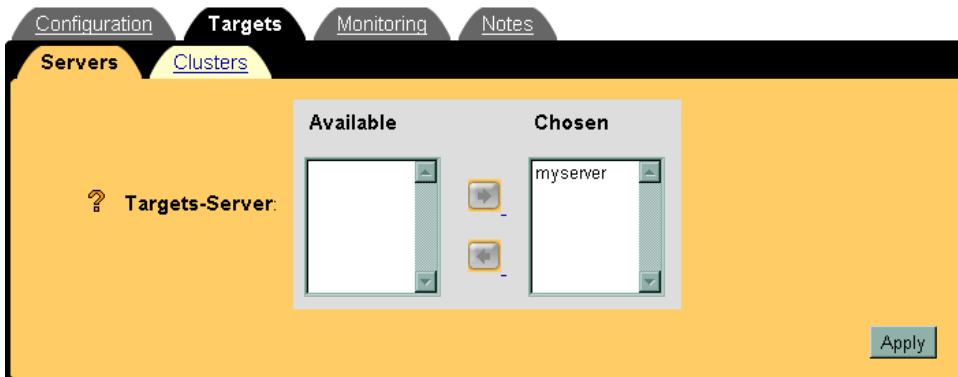 Configuration Targets Monitoring Notes
Servers Clusters
Available Chosen
myserver
? Targets-Server:
Apply